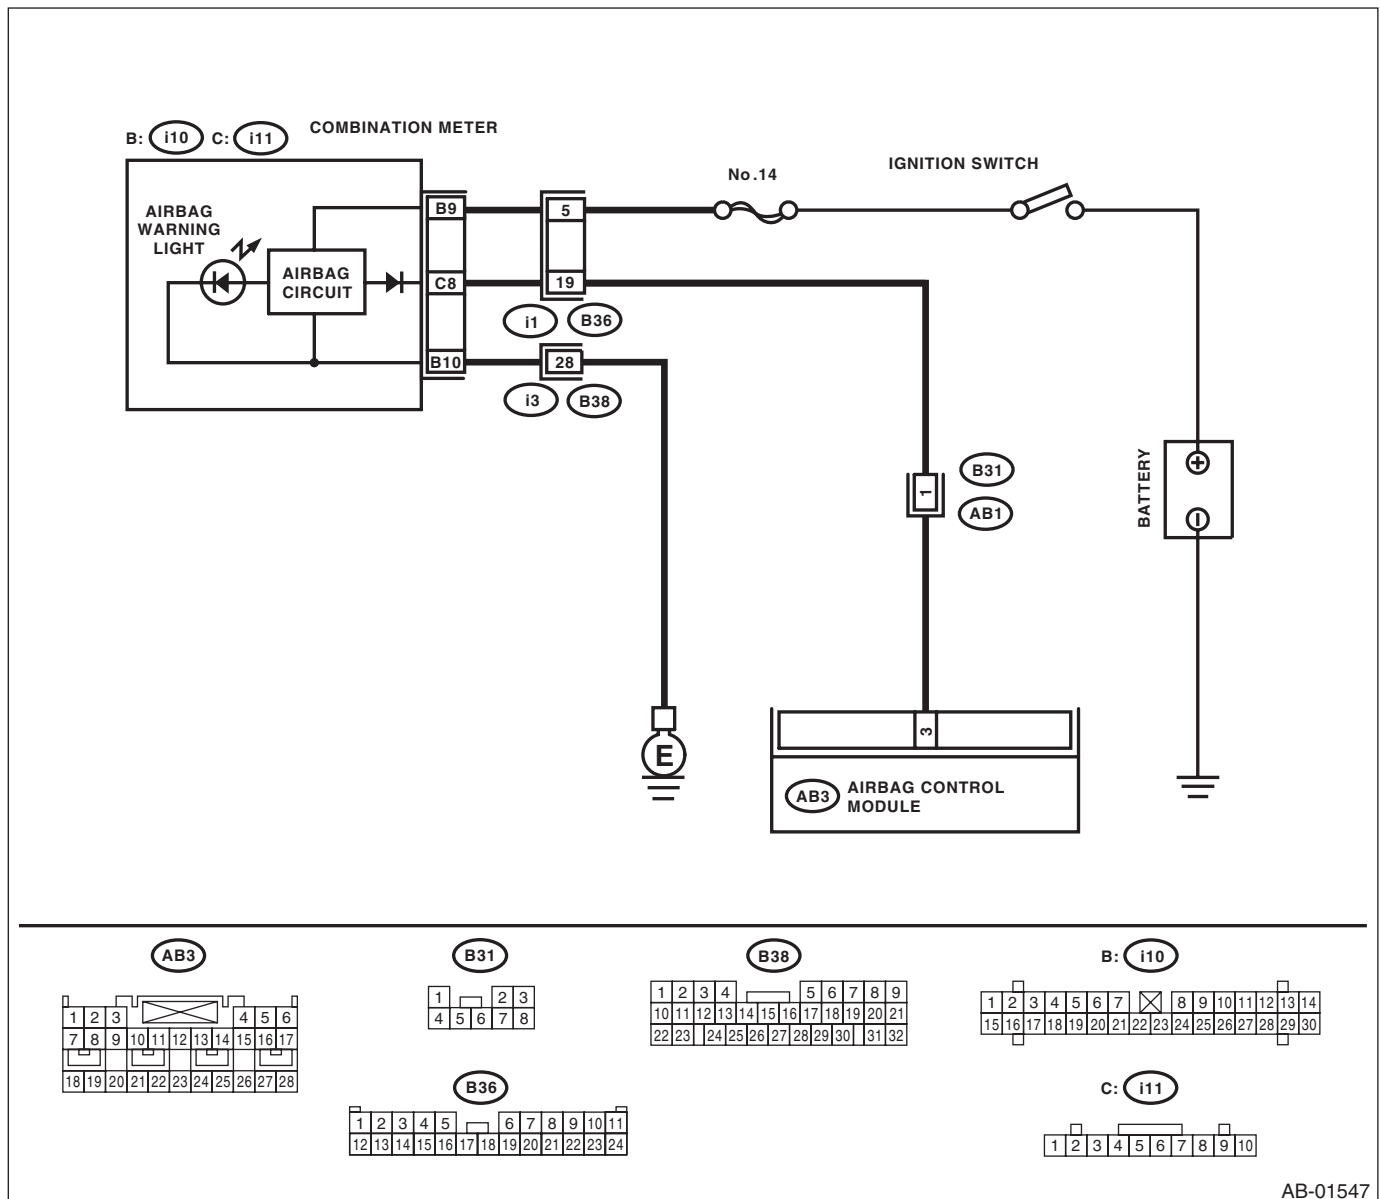 B: i10 C: i11 COMBINATION METER
No.14
IGNITION SWITCH
AIRBAG
WARNING
LIGHT
AIRBAG
CIRCUIT
B9
5
C8
19
i1 B36
B10
28
i3 B38
B31
1
AB1
BATTERY
E
3
AB3 AIRBAG CONTROL
MODULE
AB3
1 2 3 4 5 6
7 8 9 10 11 12 13 14 15 16 17
18 19 20 21 22 23 24 25 26 27 28
B31
1 2 3
4 5 6 7 8
B36
1 2 3 4 5 6 7 8 9 10 11
12 13 14 15 16 17 18 19 20 21 22 23 24
B38
1 2 3 4 5 6 7 8 9
10 11 12 13 14 15 16 17 18 19 20 21
22 23 24 25 26 27 28 29 30 31 32
B: i10
1 2 3 4 5 6 7 8 9 10 11 12 13 14
15 16 17 18 19 20 21 22 23 24 25 26 27 28 29 30
C: i11
1 2 3 4 5 6 7 8 9 10
AB-01547